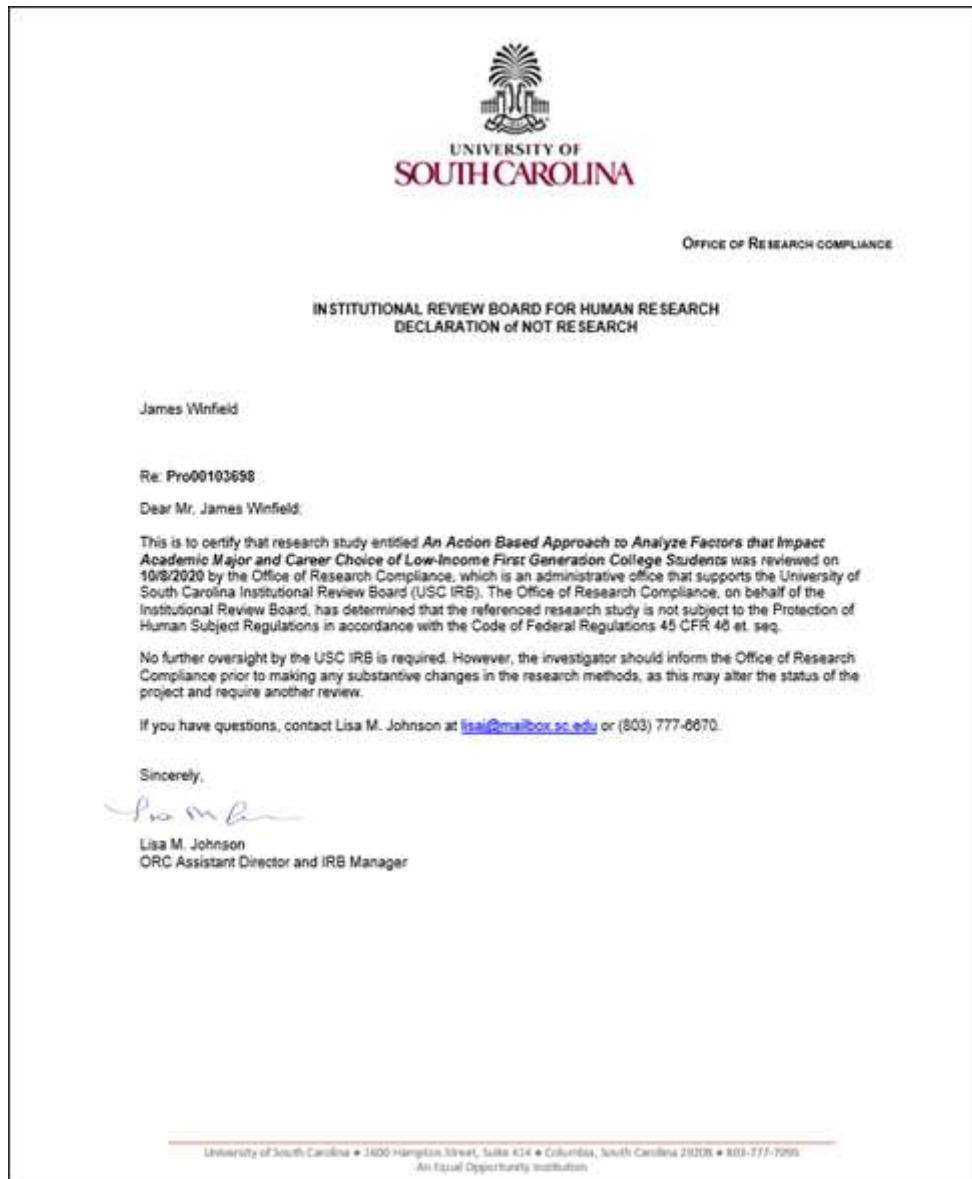 UNIVERSITY OF
SOUTH CAROLINA
OFFICE OF RESEARCH COMPLIANCE
INSTITUTIONAL REVIEW BOARD FOR HUMAN RESEARCH
DECLARATION of NOT RESEARCH
James Winfield
Re: Pro00103698
Dear Mr. James Winfield:
This is to certify that research study entitled An Action Based Approach to Analyze Factors that Impact
Academic Major and Career Choice of Low-Income First Generation College Students was reviewed on
10/8/2020 by the Office of Research Compliance, which is an administrative office that supports the University of
South Carolina Institutional Review Board (USC IRB). The Office of Research Compliance, on behalf of the
Institutional Review Board, has determined that the referenced research study is not subject to the Protection of
Human Subject Regulations in accordance with the Code of Federal Regulations 45 CFR 46 et. seq.
No further oversight by the USC IRB is required. However, the investigator should inform the Office of Research
Compliance prior to making any substantive changes in the research methods, as this may alter the status of the
project and require another review.
If you have questions, contact Lisa M. Johnson at lisaj@mailbox.sc.edu or (803) 777-6670.
Sincerely,
Lisa M. Johnson
ORC Assistant Director and IRB Manager
University of South Carolina ● 1600 Hampton Street, Suite 414 ● Columbia, South Carolina 29208 ● 803-777-7095
An Equal Opportunity Institution